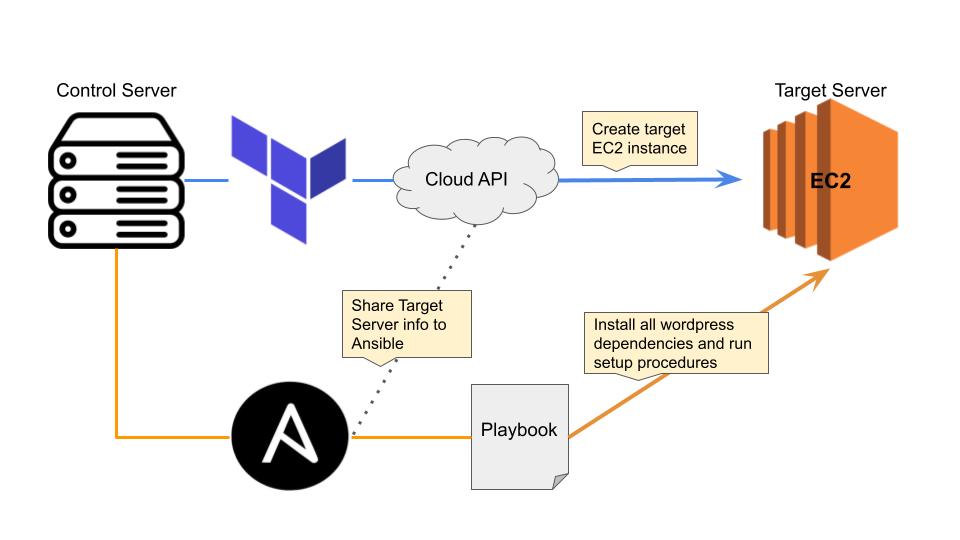 Control Server
Target Server
Create target
EC2 instance
Cloud API
EC2
Share Target
Server info to
Ansible
Install all wordpress
dependencies and run
setup procedures
Playbook